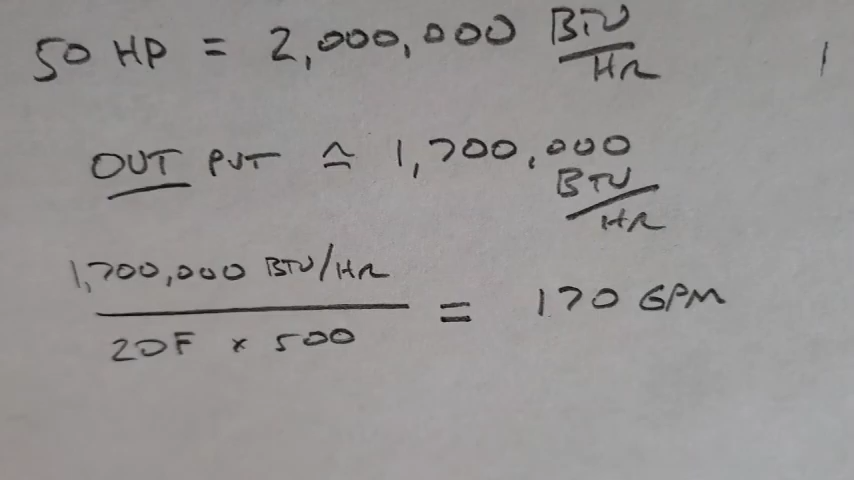 50 HP = 2,000,000 BTU/HR
OUTPUT ≃ 1,700,000 BTU/HR
1,700,000 BTU/HR
20F × 500
= 170 GPM